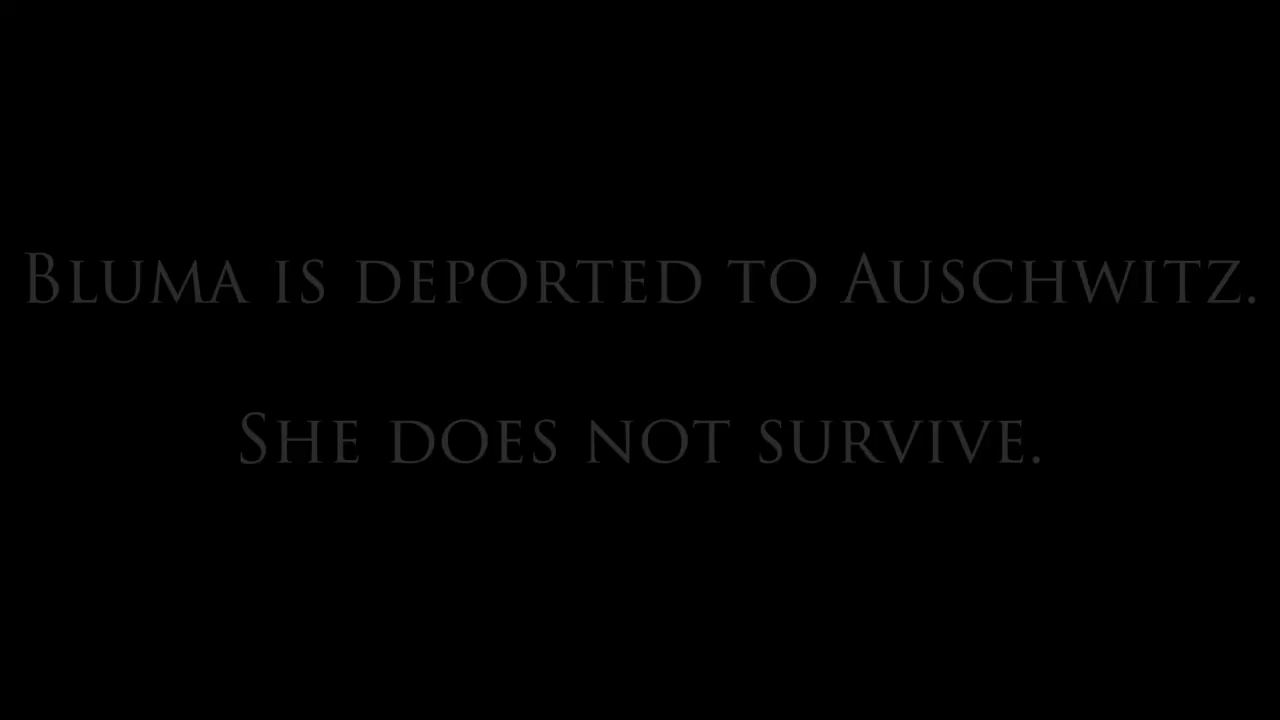 Bluma is deported to Auschwitz.
She does not survive.